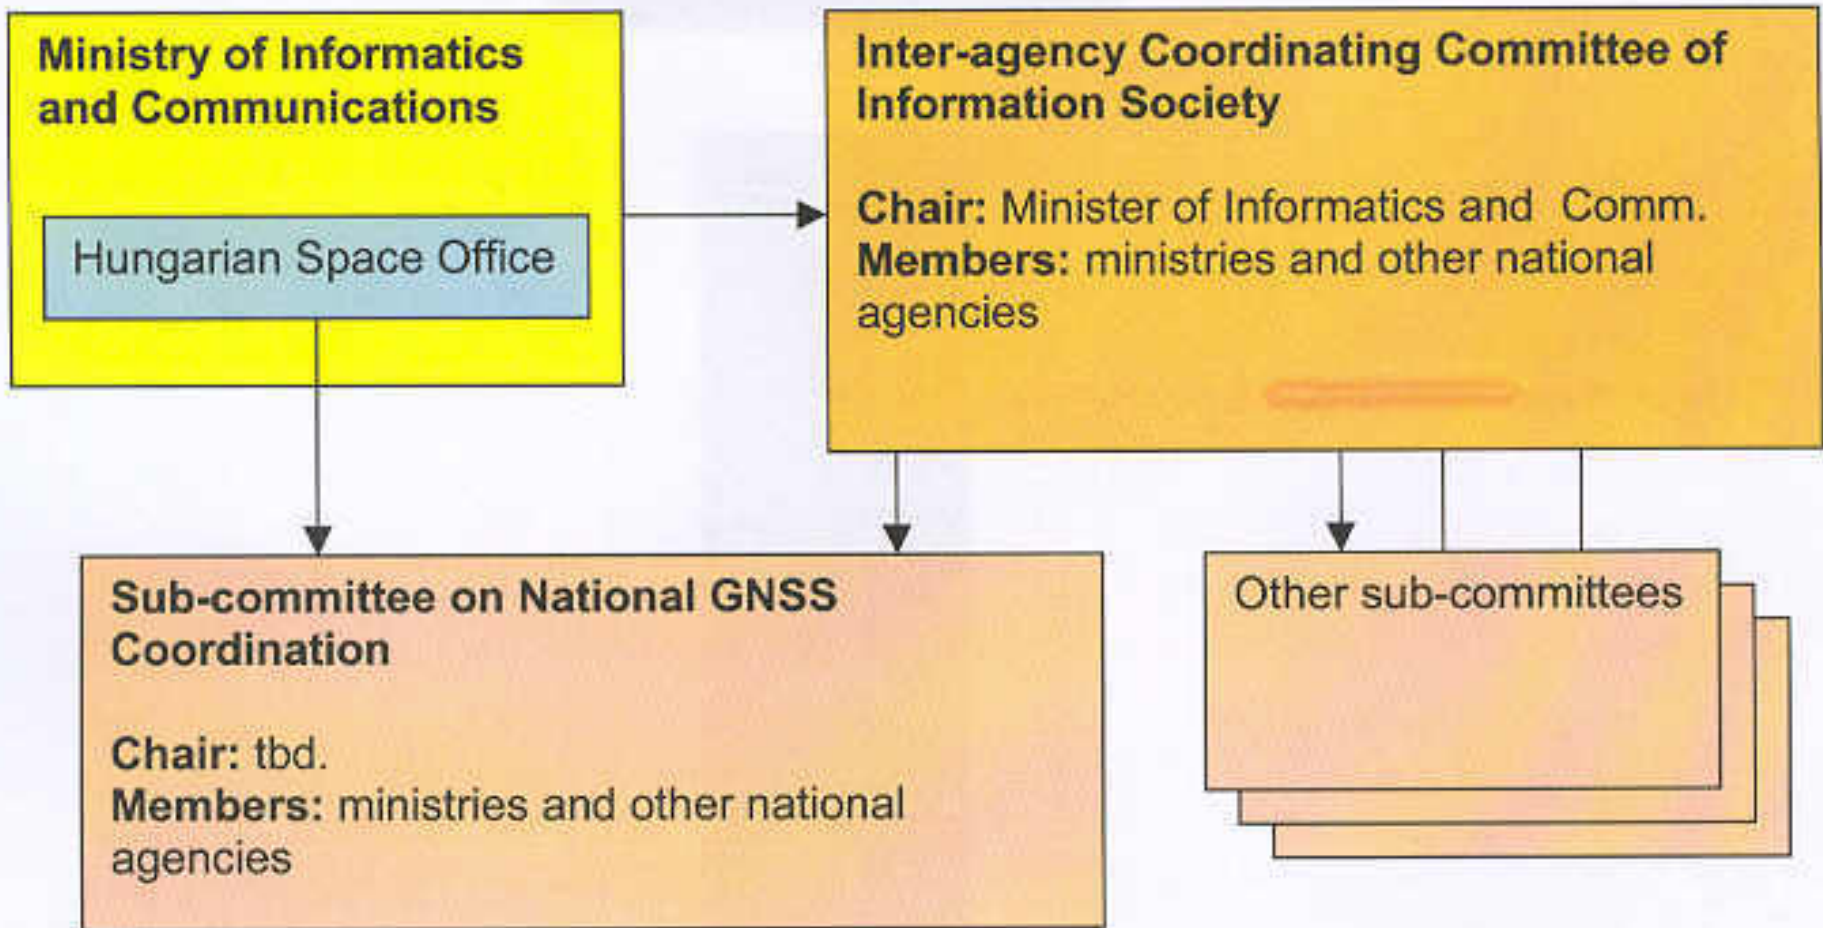 Ministry of Informatics
and Communications
Hungarian Space Office
Inter-agency Coordinating Committee of
Information Society
Chair: Minister of Informatics and Comm.
Members: ministries and other national
agencies
Sub-committee on National GNSS
Coordination
Chair: tbd.
Members: ministries and other national
agencies
Other sub-committees